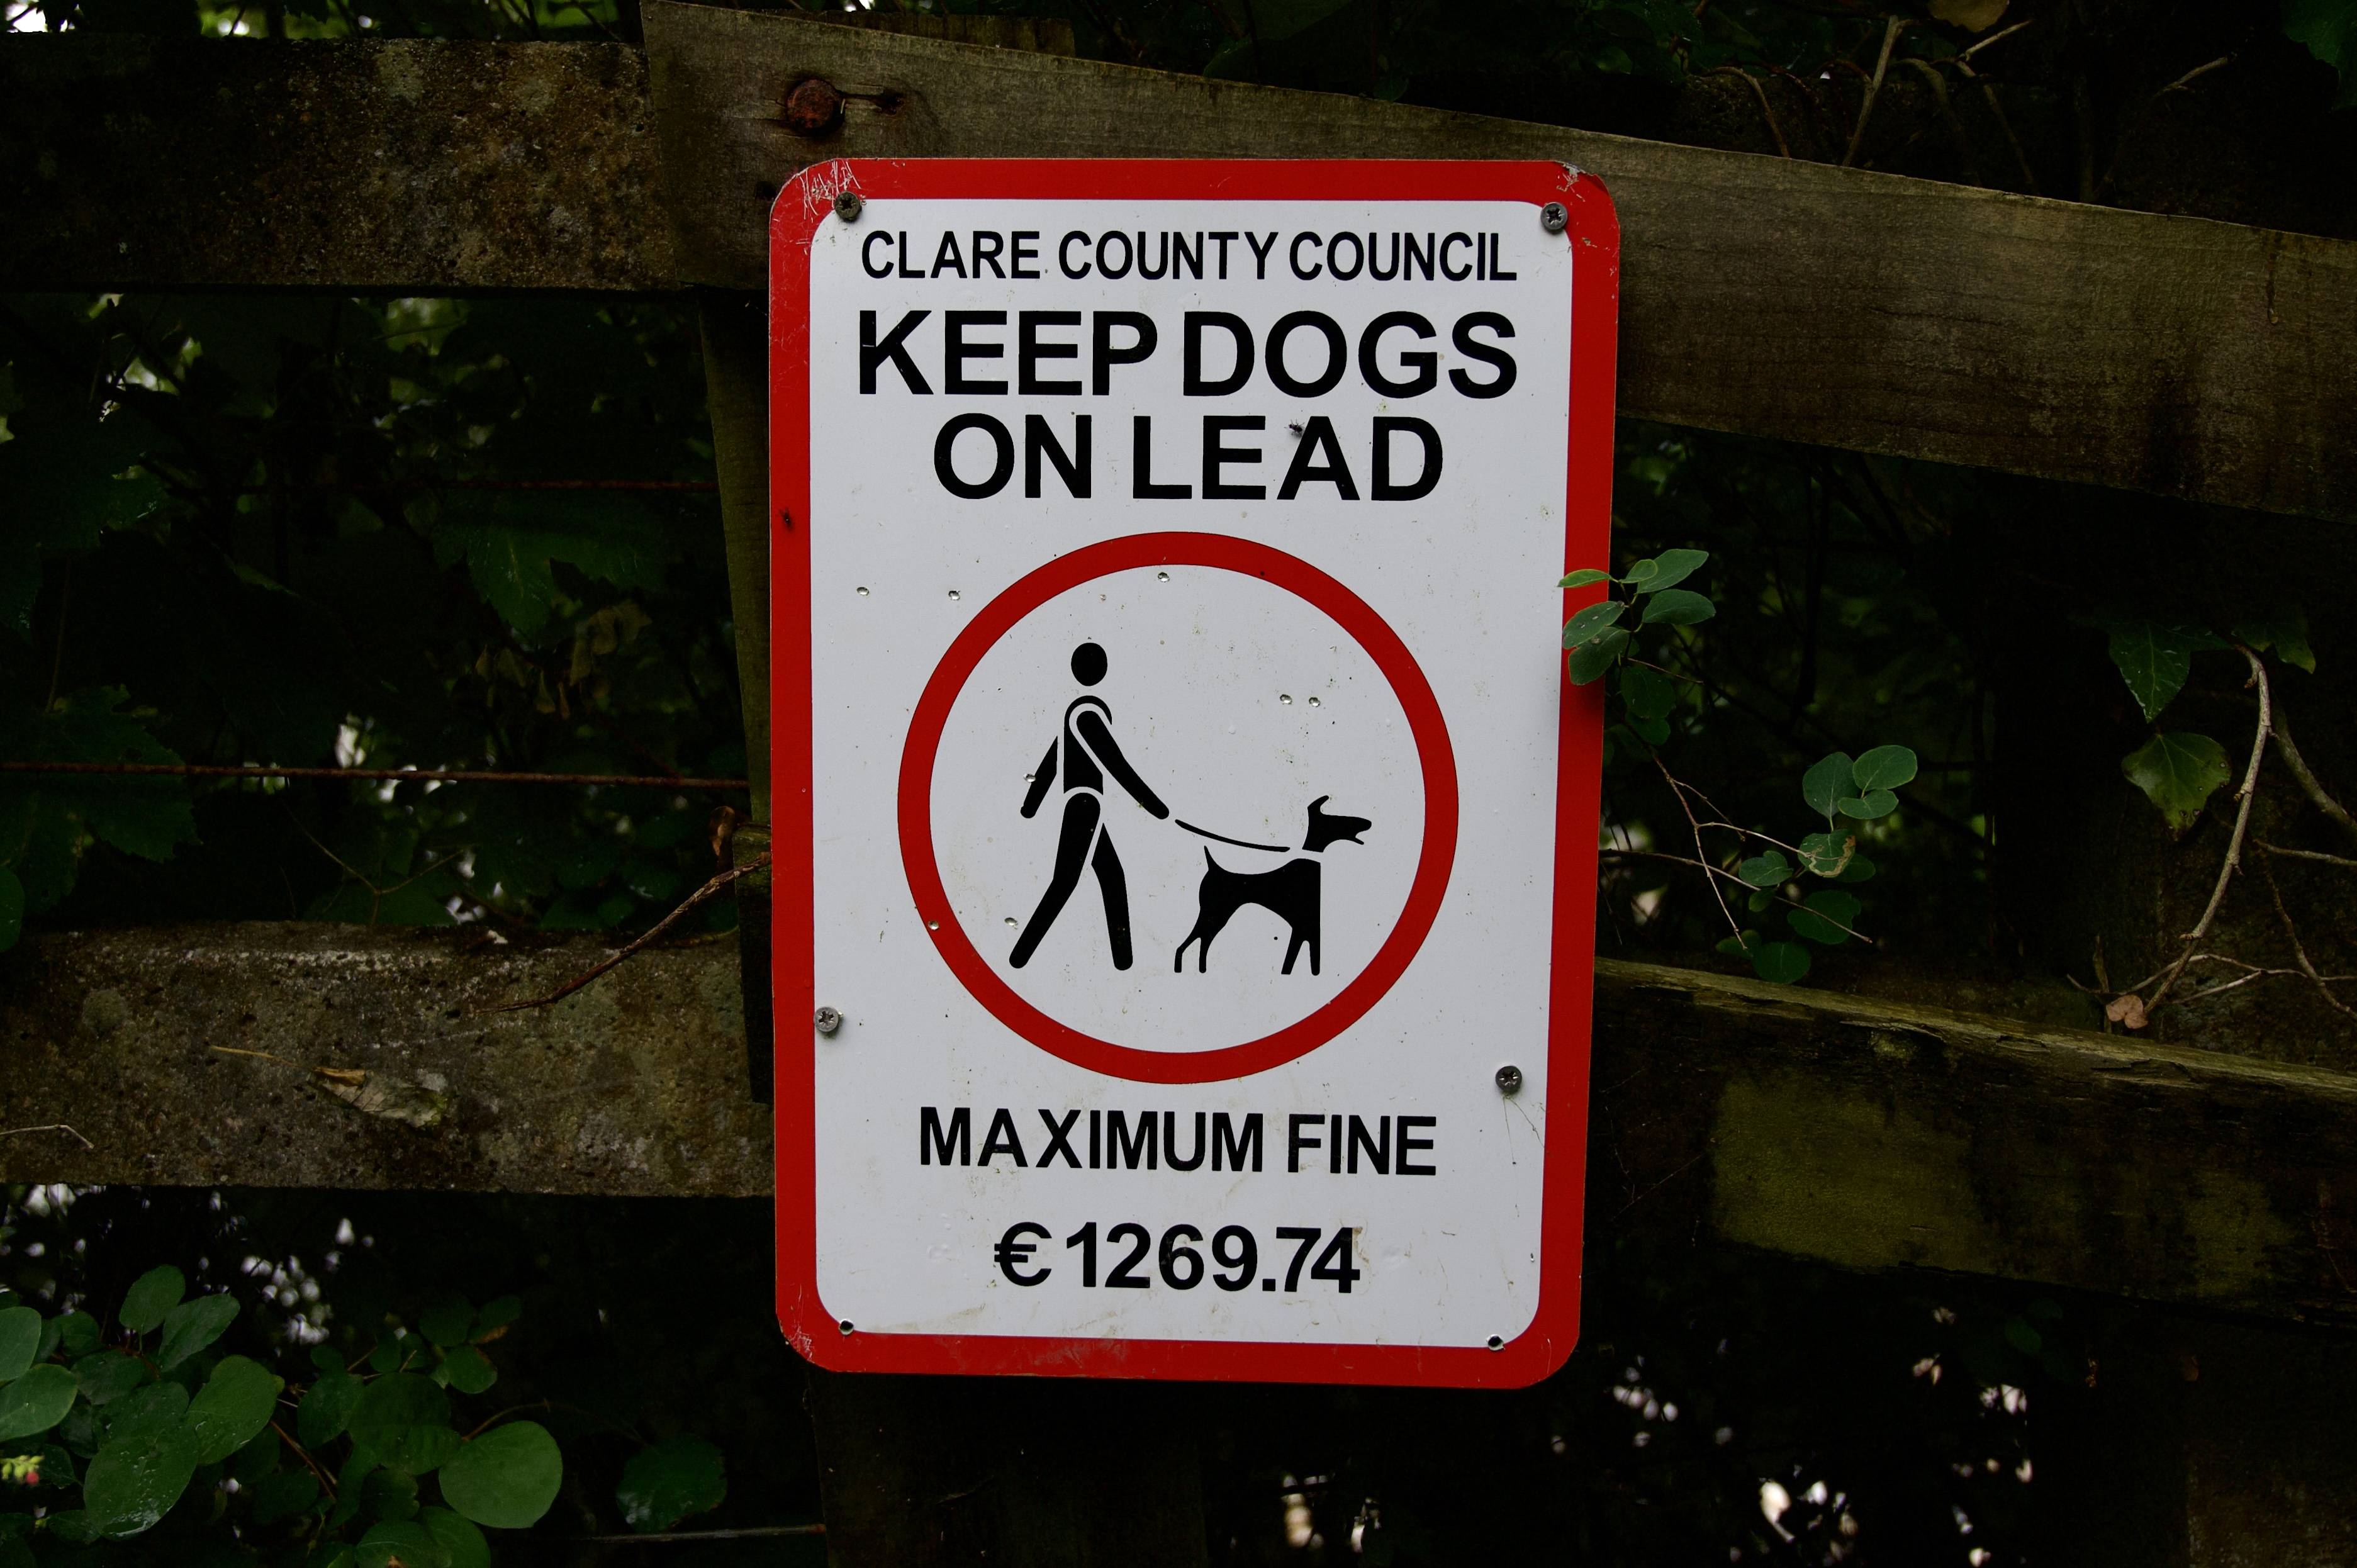 CLARE COUNTY COUNCIL
KEEP DOGS
ON LEAD
MAXIMUM FINE
€1269.74